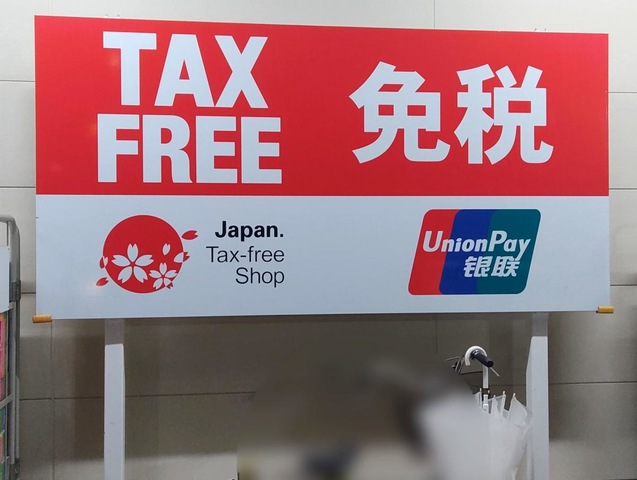 TAX
FREE
免税
Japan.
Tax-free
Shop
UnionPay
银联